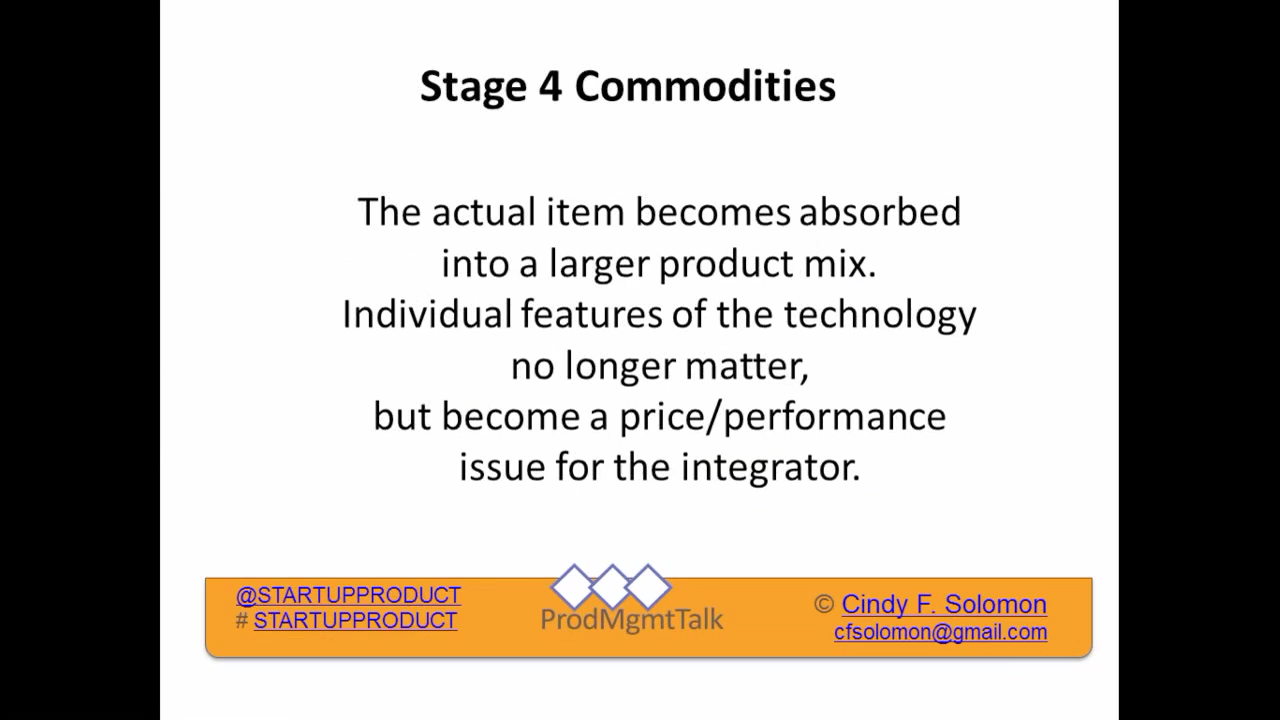 Stage 4 Commodities
The actual item becomes absorbed
into a larger product mix.
Individual features of the technology
no longer matter,
but become a price/performance
issue for the integrator.
@STARTUPPRODUCT
# STARTUPPRODUCT
ProdMgmtTalk
© Cindy F. Solomon
cfsolomon@gmail.com